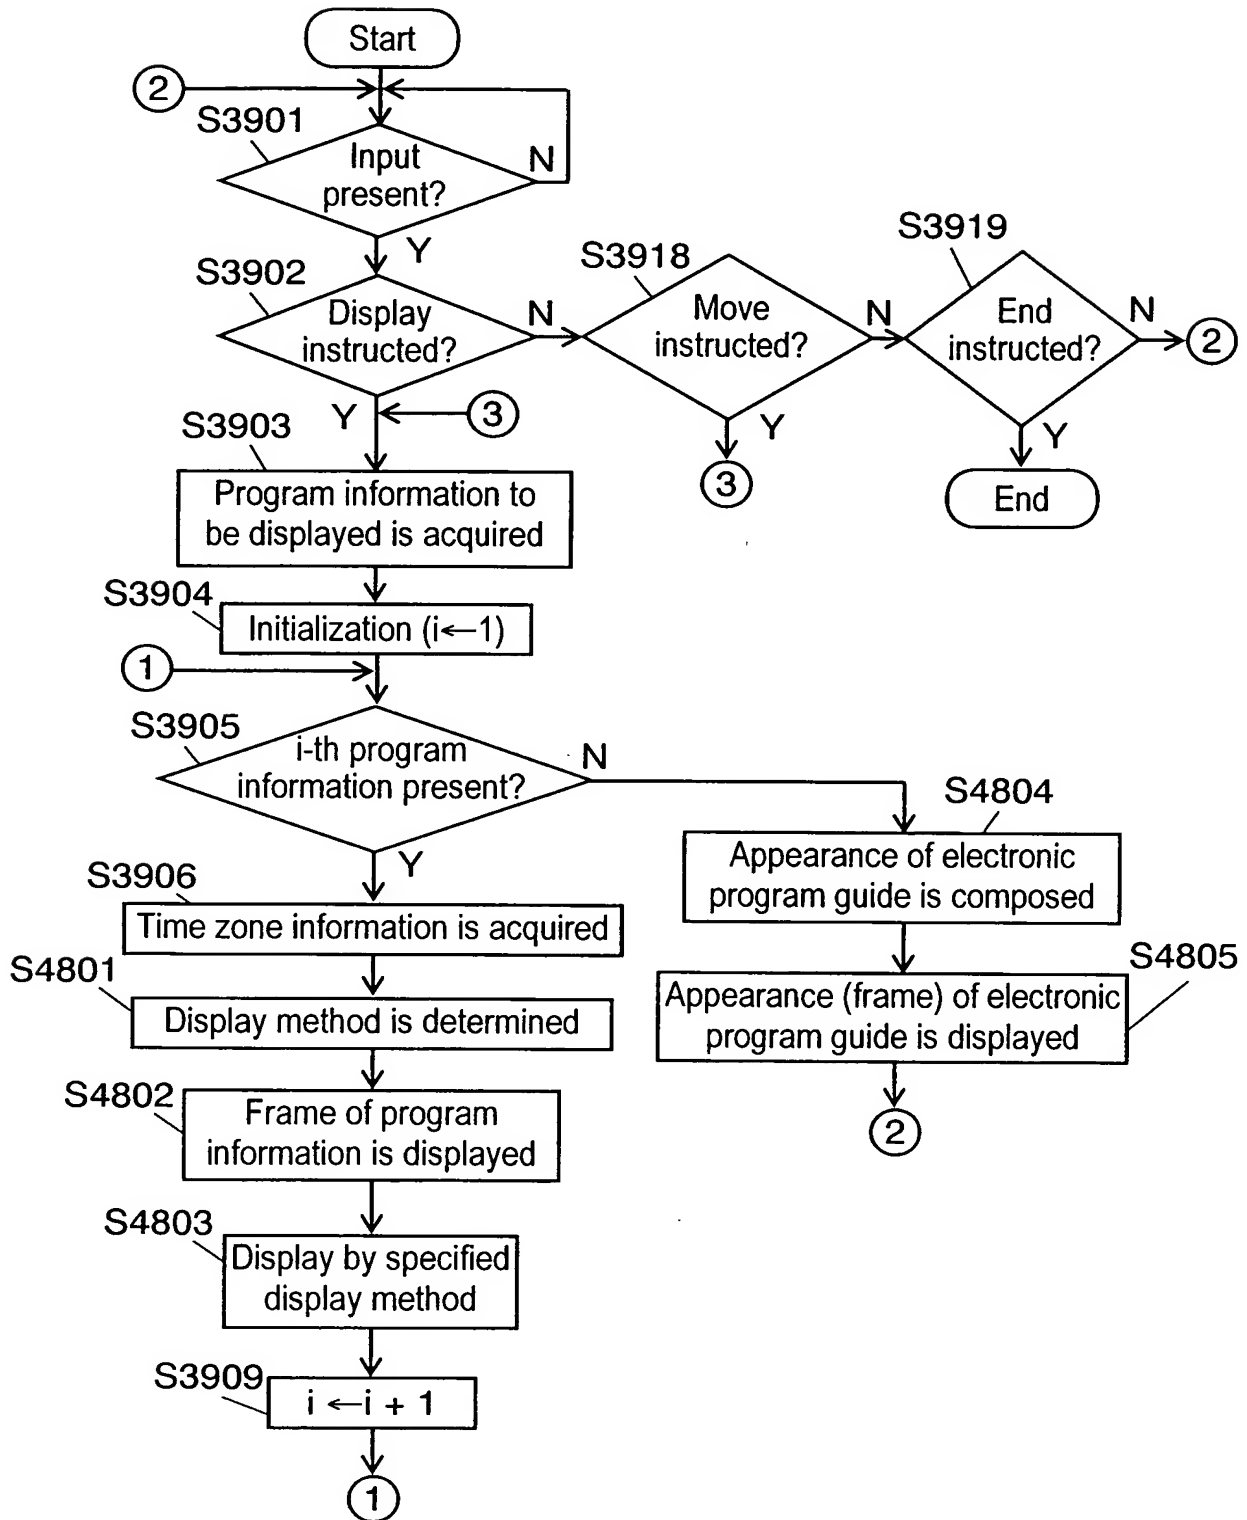 Start
②
S3901
Input
present?
N
Y
S3902
Display
instructed?
N
S3918
Move
instructed?
N
S3919
End
instructed?
N
②
Y
③
Y
③
Y
End
S3903
Program information to
be displayed is acquired
S3904
Initialization (i←1)
①
S3905
i-th program
information present?
N
Y
S4804
Appearance of electronic
program guide is composed
S3906
Time zone information is acquired
S4805
Appearance (frame) of electronic
program guide is displayed
②
S4801
Display method is determined
S4802
Frame of program
information is displayed
S4803
Display by specified
display method
S3909
i ←i + 1
①